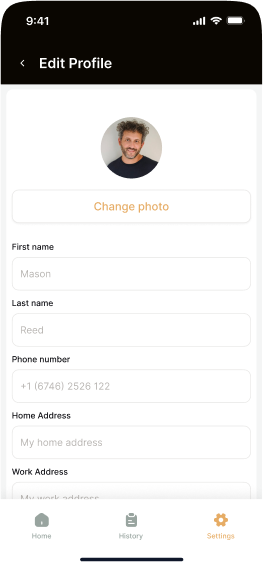 9:41
Edit Profile
Change photo
First name
Mason
Last name
Reed
Phone number
+1 (6746) 2526 122
Home Address
My home address
Work Address
My work address
Home
History
Settings